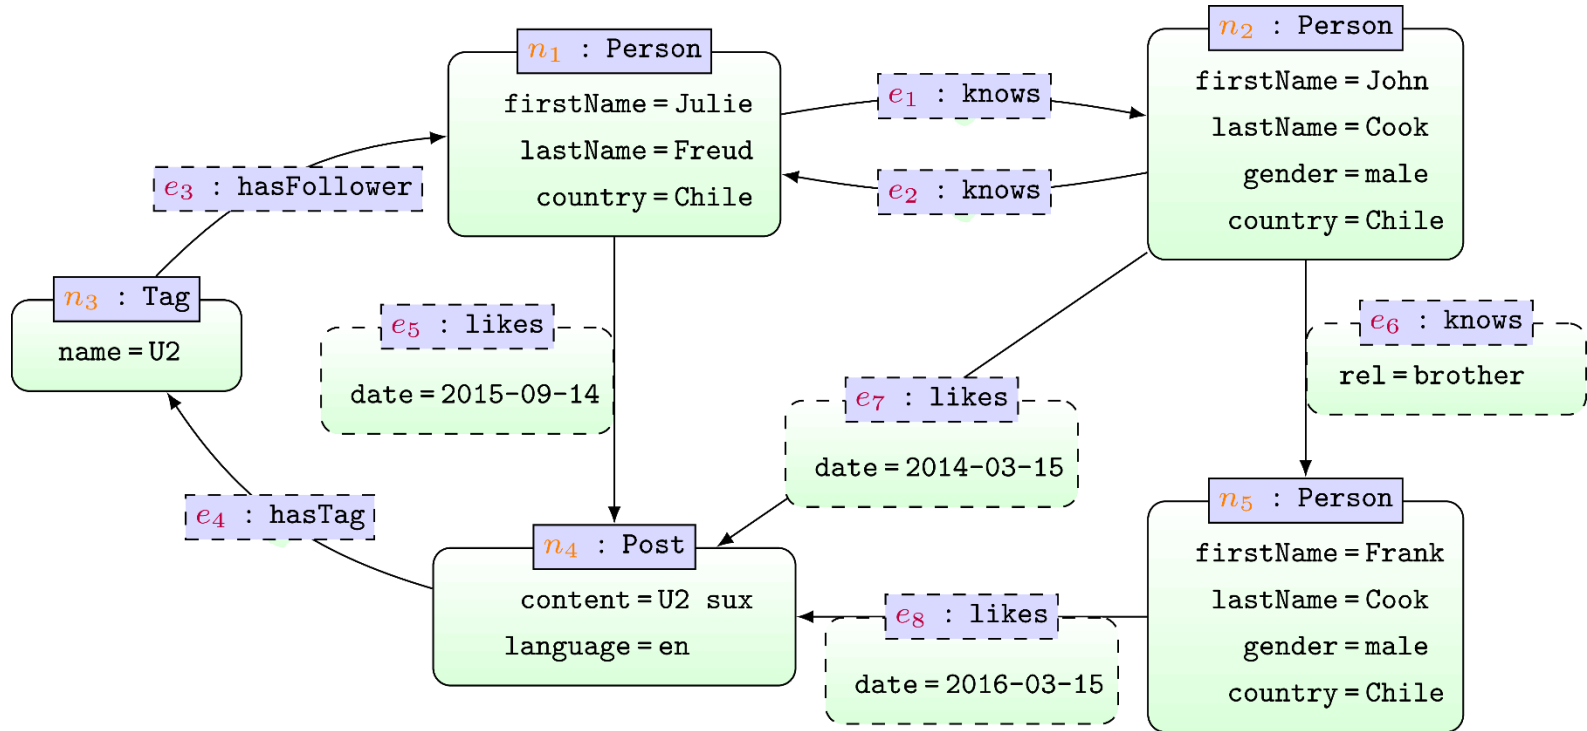 n₁ : Person
firstName = Julie
lastName = Freud
country = Chile
e₁ : knows
e₂ : knows
n₂ : Person
firstName = John
lastName = Cook
gender = male
country = Chile
e₃ : hasFollower
n₃ : Tag
name = U2
e₅ : likes
date = 2015-09-14
e₇ : likes
date = 2014-03-15
e₆ : knows
rel = brother
e₄ : hasTag
n₄ : Post
content = U2 sux
language = en
e₈ : likes
date = 2016-03-15
n₅ : Person
firstName = Frank
lastName = Cook
gender = male
country = Chile